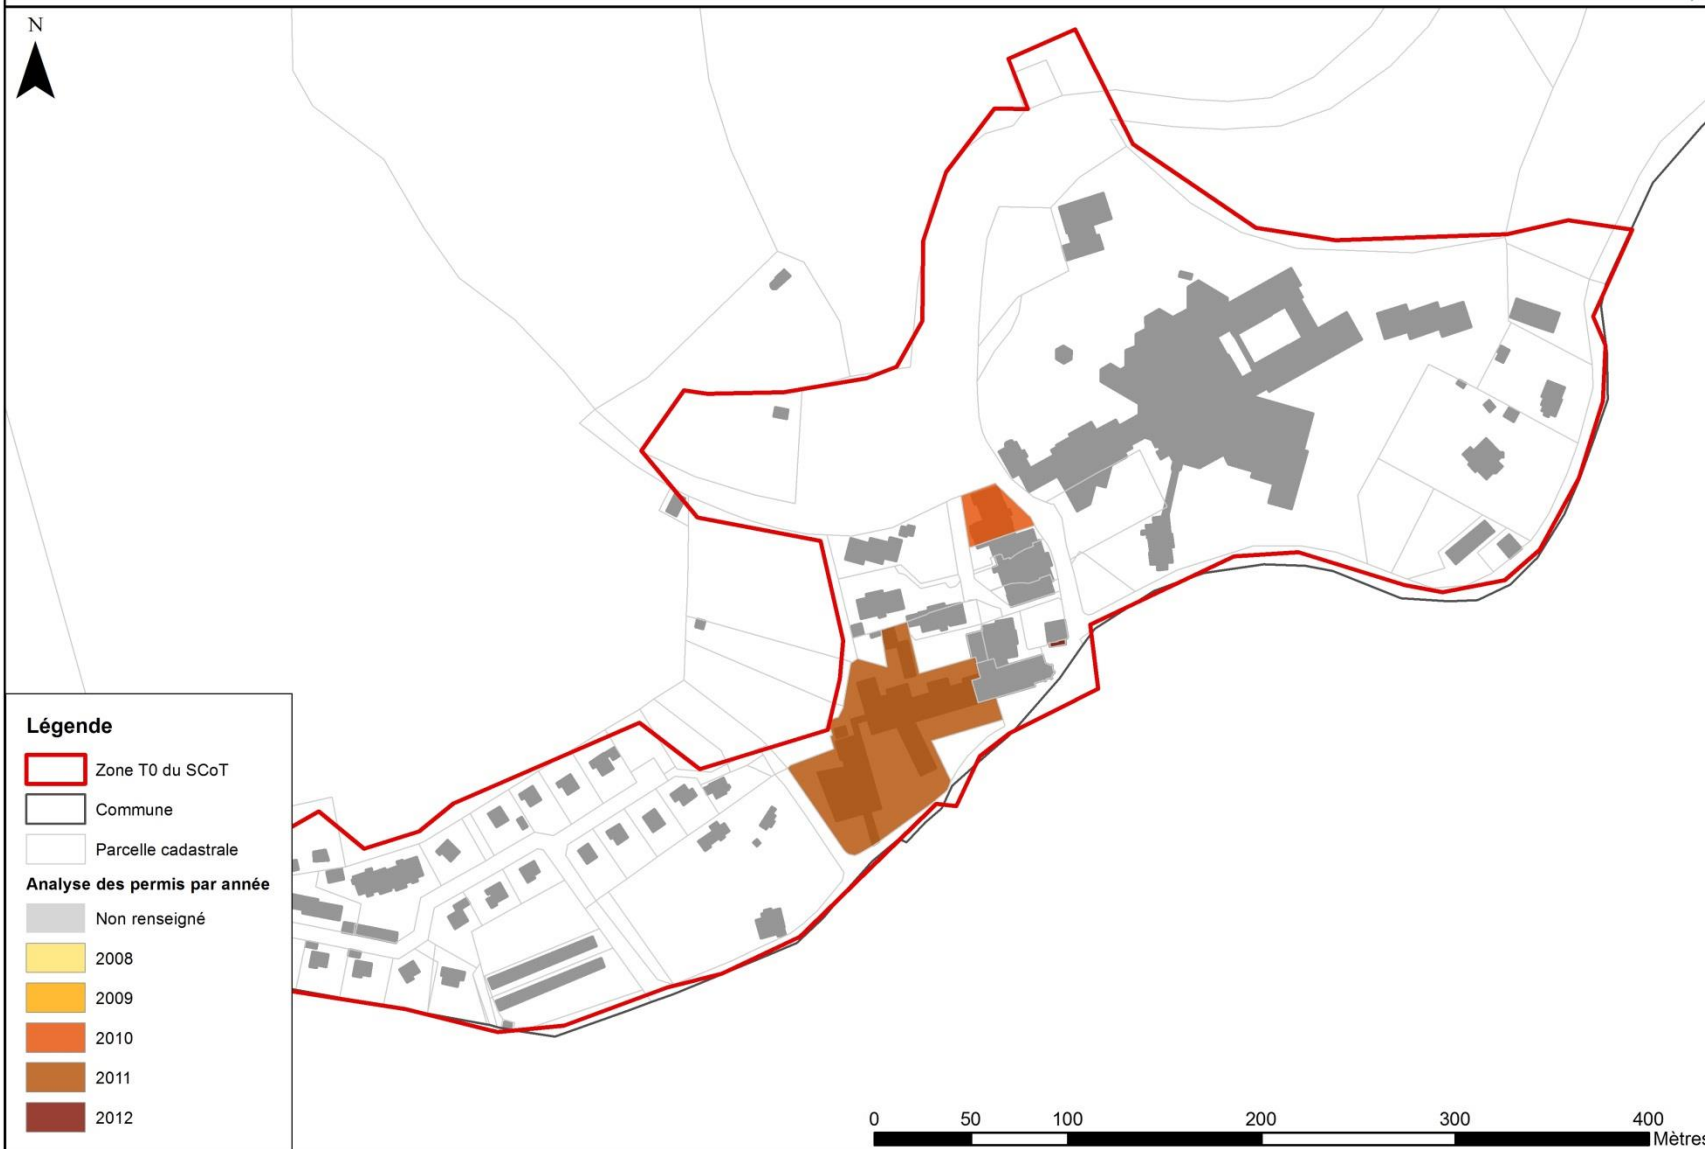 N
Légende
Zone T0 du SCoT
Commune
Parcelle cadastrale
Analyse des permis par année
Non renseigné
2008
2009
2010
2011
2012
0 50 100 200 300 400
Mètres